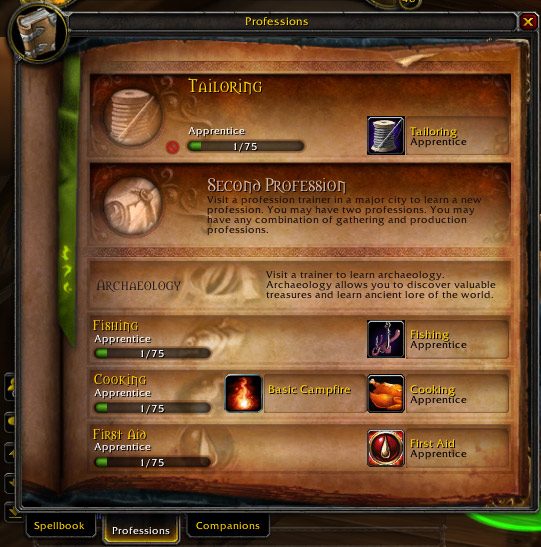 Professions
Tailoring
Apprentice
1/75
Tailoring
Apprentice
Second Profession
Visit a profession trainer in a major city to learn a new
profession. You may have two professions. You may
have any combination of gathering and production
professions.
Archaeology
Visit a trainer to learn archaeology.
Archaeology allows you to discover valuable
treasures and learn ancient lore of the world.
Fishing
Apprentice
1/75
Fishing
Apprentice
Cooking
Apprentice
1/75
Basic Campfire
Cooking
Apprentice
First Aid
Apprentice
1/75
First Aid
Apprentice
Spellbook
Professions
Companions